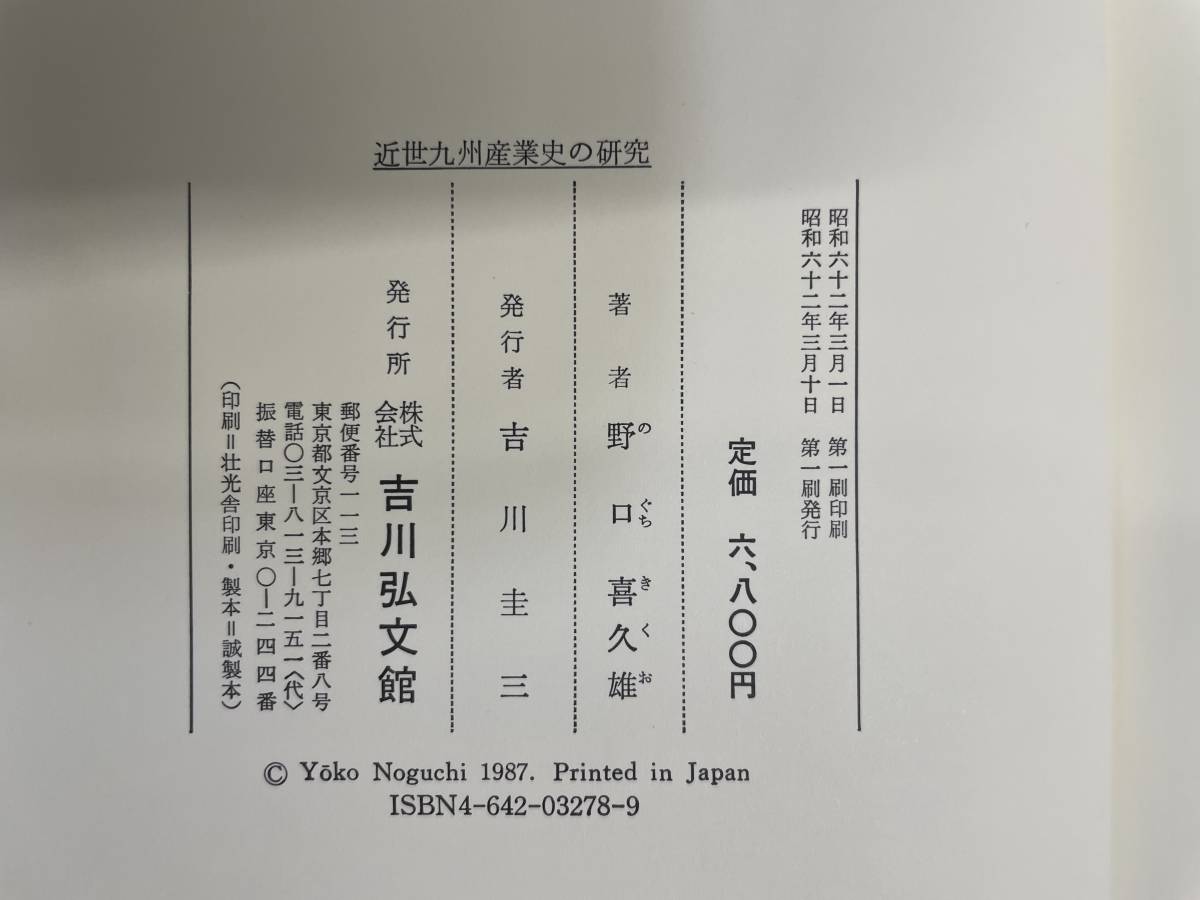 近世九州産業史の研究
昭和六十二年三月一日　第一刷印刷
昭和六十二年三月十日　第一刷発行
定価　六、八〇〇円
著者　野口喜久雄
のぐちきくお
発行者　吉川圭三
発行所　株式会社　吉川弘文館
郵便番号一一三
東京都文京区本郷七丁目二番八号
電話〇三―八一三―九一五一〈代〉
振替口座東京〇―二四四番
（印刷＝壮光舎印刷・製本＝誠製本）
© Yōko Noguchi 1987. Printed in Japan
ISBN4-642-03278-9